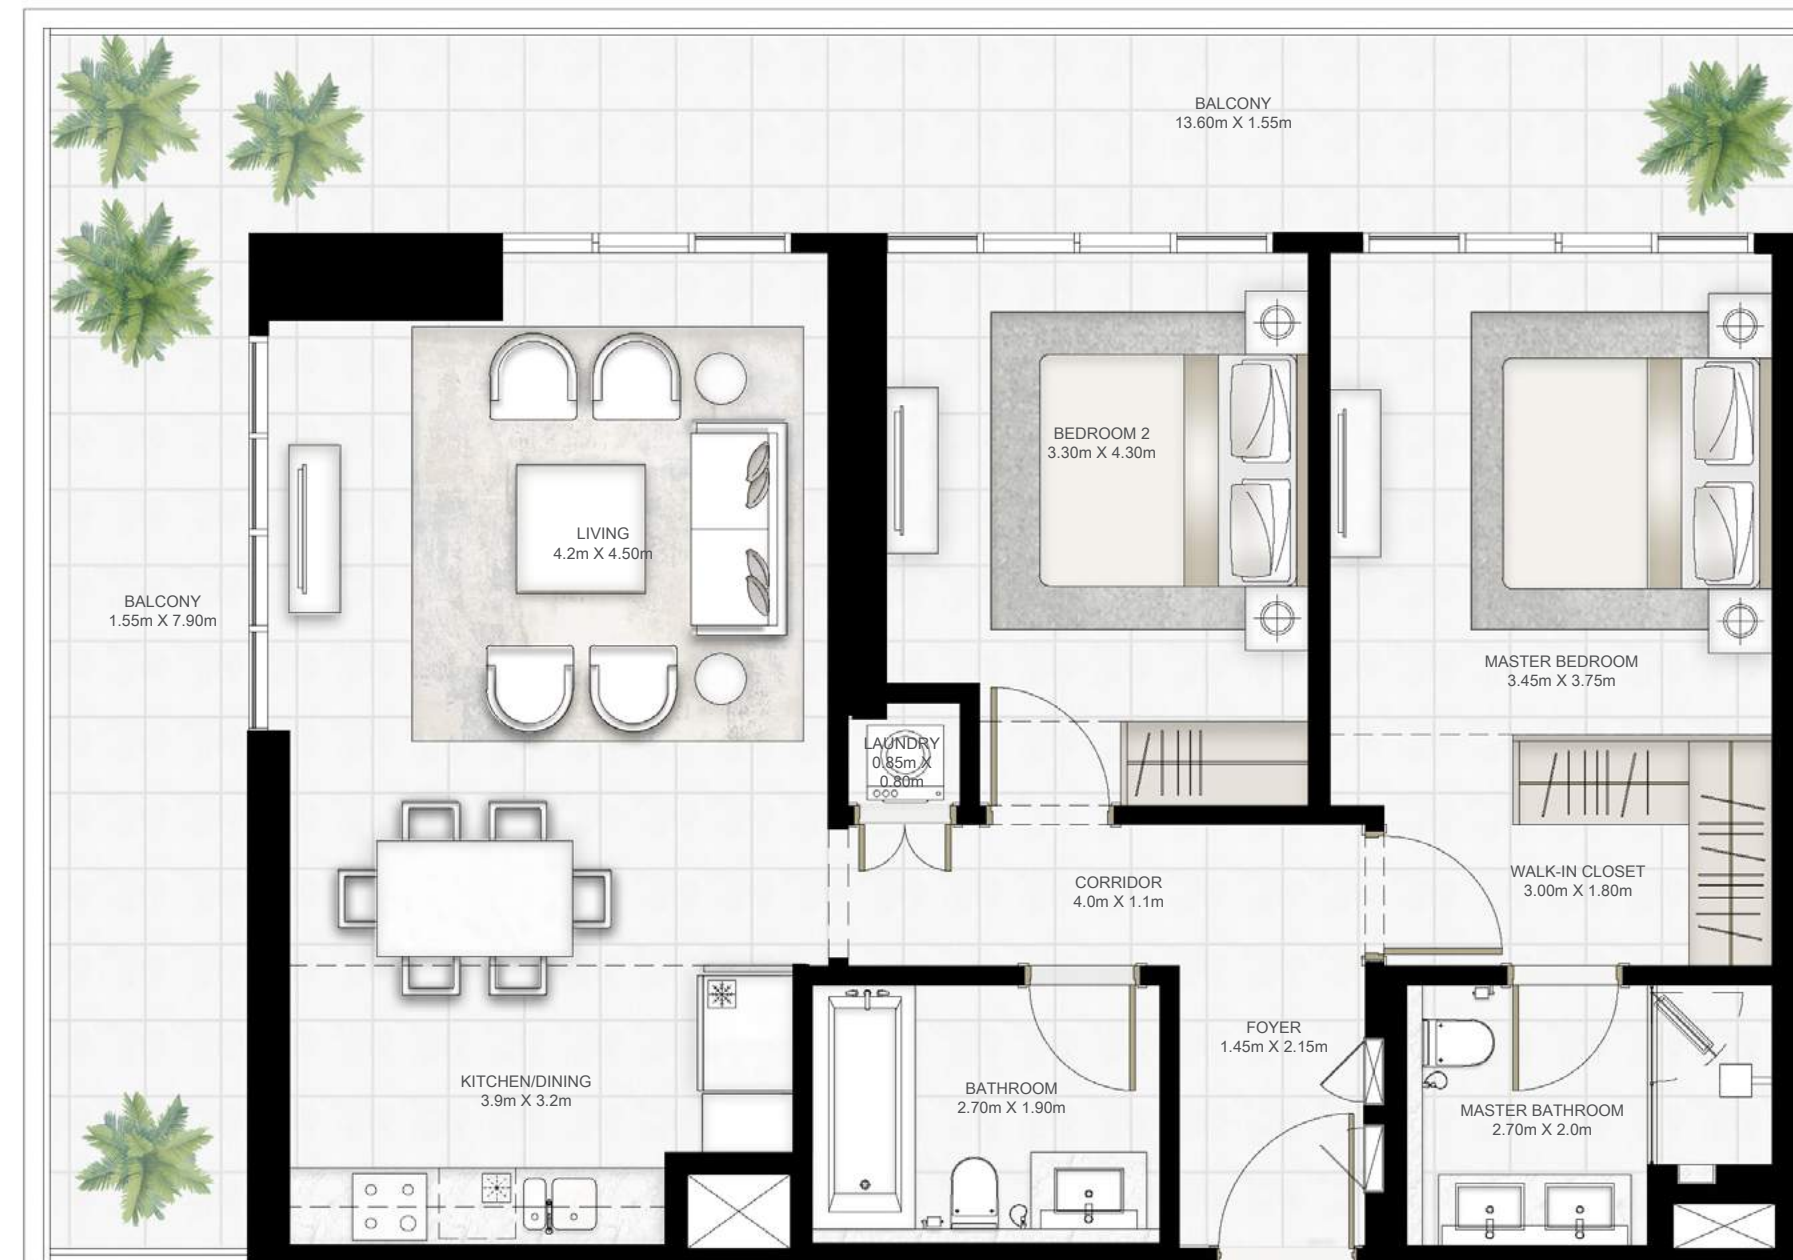 BALCONY
13.60m X 1.55m
BEDROOM 2
3.30m X 4.30m
LIVING
4.2m X 4.50m
BALCONY
1.55m X 7.90m
MASTER BEDROOM
3.45m X 3.75m
LAUNDRY
0.85m X
0.80m
CORRIDOR
4.0m X 1.1m
WALK-IN CLOSET
3.00m X 1.80m
FOYER
1.45m X 2.15m
KITCHEN/DINING
3.9m X 3.2m
BATHROOM
2.70m X 1.90m
MASTER BATHROOM
2.70m X 2.0m